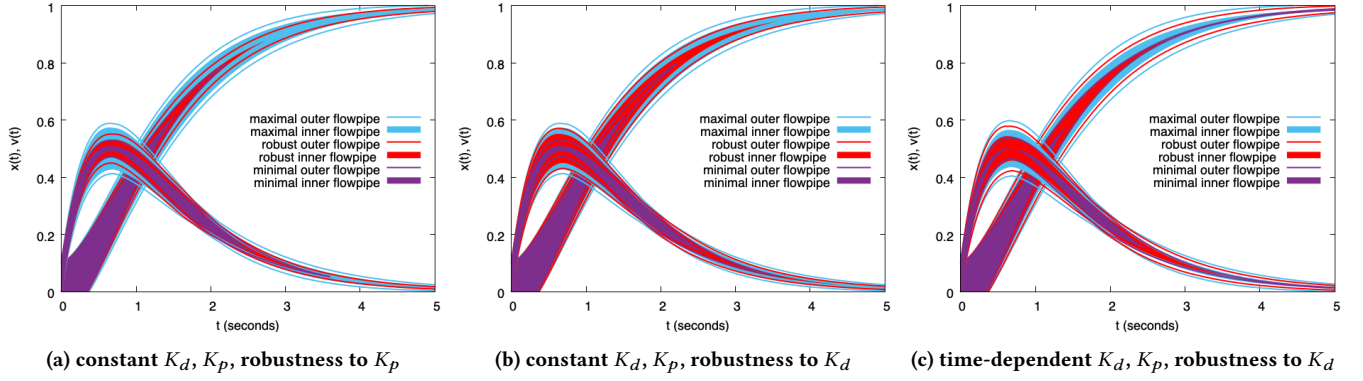 1
0.8
0.6
0.4
0.2
0
x(t), v(t)
maximal outer flowpipe
maximal inner flowpipe
robust outer flowpipe
robust inner flowpipe
minimal outer flowpipe
minimal inner flowpipe
0 1 2 3 4 5
t (seconds)
(a) constant K_d, K_p, robustness to K_p
1
0.8
0.6
0.4
0.2
0
x(t), v(t)
maximal outer flowpipe
maximal inner flowpipe
robust outer flowpipe
robust inner flowpipe
minimal outer flowpipe
minimal inner flowpipe
0 1 2 3 4 5
t (seconds)
(b) constant K_d, K_p, robustness to K_d
1
0.8
0.6
0.4
0.2
0
x(t), v(t)
maximal outer flowpipe
maximal inner flowpipe
robust outer flowpipe
robust inner flowpipe
minimal outer flowpipe
minimal inner flowpipe
0 1 2 3 4 5
t (seconds)
(c) time-dependent K_d, K_p, robustness to K_d